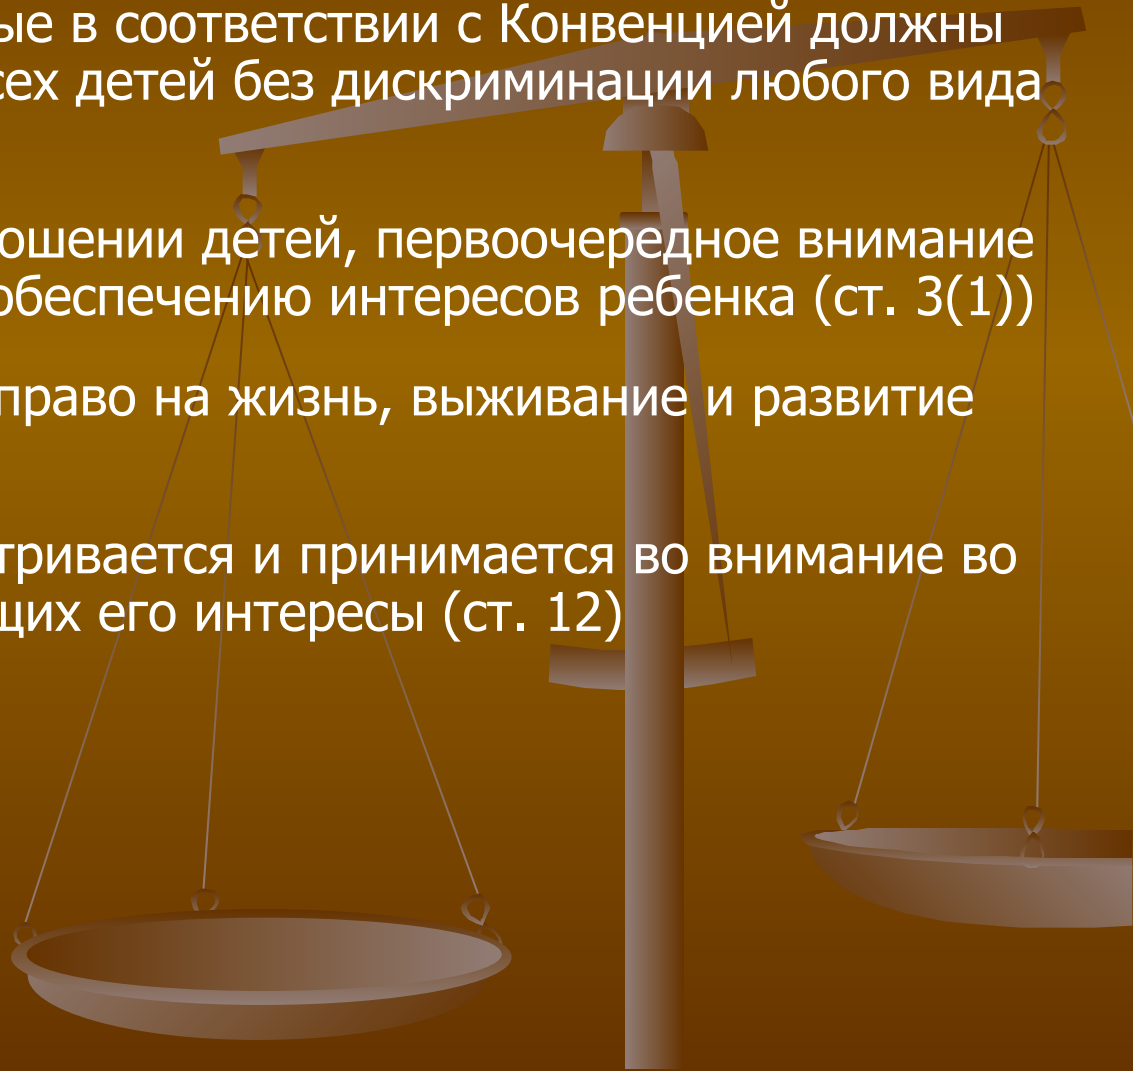 ые в соответствии с Конвенцией должны
сех детей без дискриминации любого вида
ошении детей, первоочередное внимание
обеспечению интересов ребенка (ст. 3(1))
право на жизнь, выживание и развитие
тривается и принимается во внимание во
щих его интересы (ст. 12)